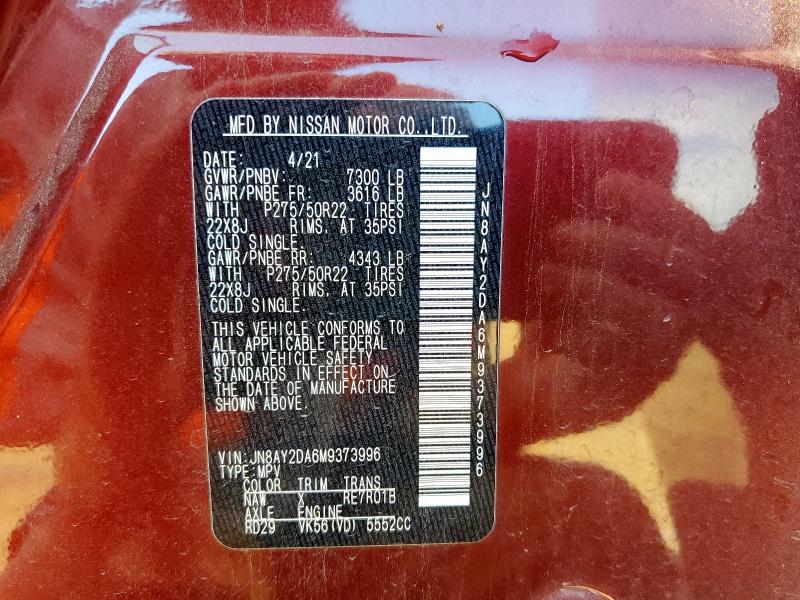 MFD BY NISSAN MOTOR CO.,LTD.
DATE: 4/21
GVWR/PNBV: 7300 LB
GAWR/PNBE FR: 3616 LB
WITH P275/50R22 TIRES
22X8J RIMS. AT 35PSI
COLD SINGLE.
GAWR/PNBE RR: 4343 LB
WITH P275/50R22 TIRES
22X8J RIMS. AT 35PSI
COLD SINGLE.
THIS VEHICLE CONFORMS TO
ALL APPLICABLE FEDERAL
MOTOR VEHICLE SAFETY
STANDARDS IN EFFECT ON
THE DATE OF MANUFACTURE
SHOWN ABOVE.
VIN:JN8AY2DA6M9373996
TYPE:MPV
COLOR TRIM TRANS
NAW X RE7R01B
AXLE ENGINE
RD29 VK56(VD) 5552CC
JN8AY2DA6M9373996